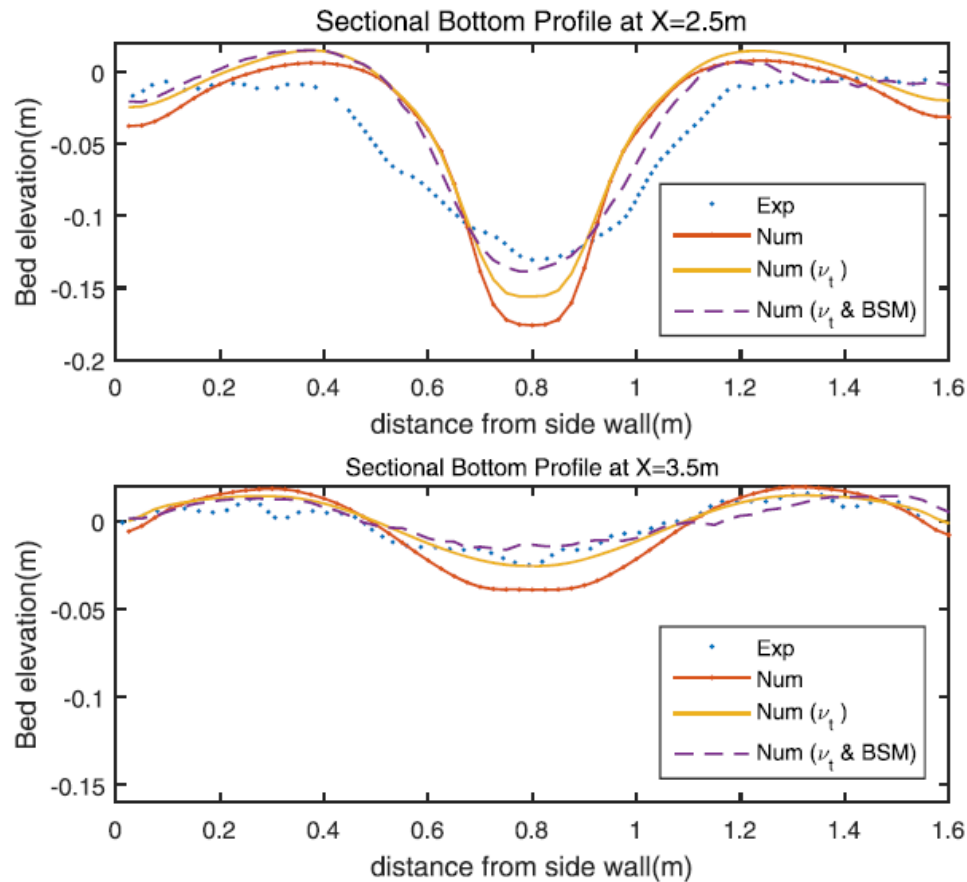 Sectional Bottom Profile at X=2.5m
Bed elevation(m)
0
-0.05
-0.1
-0.15
-0.2
Exp
Num
Num (ν_t)
Num (ν_t & BSM)
0 0.2 0.4 0.6 0.8 1 1.2 1.4 1.6
distance from side wall(m)
Sectional Bottom Profile at X=3.5m
Bed elevation(m)
0
-0.05
-0.1
-0.15
Exp
Num
Num (ν_t)
Num (ν_t & BSM)
0 0.2 0.4 0.6 0.8 1 1.2 1.4 1.6
distance from side wall(m)